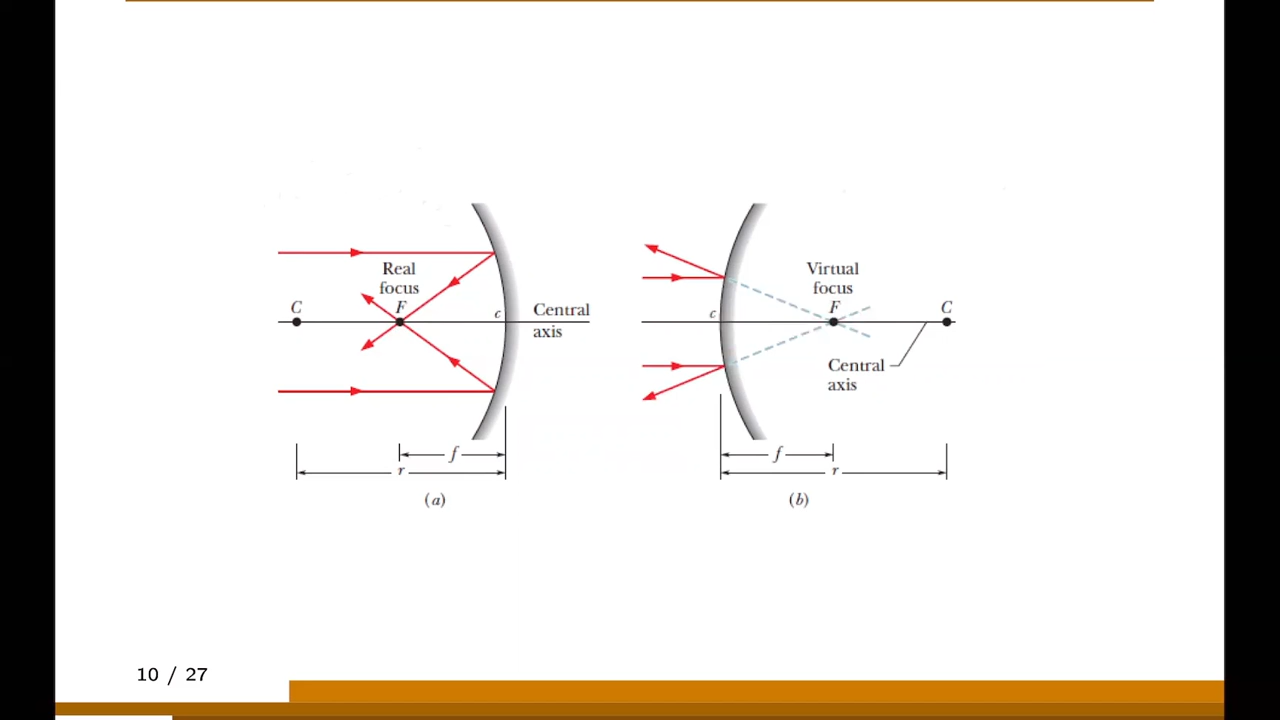 Real
focus
C
F
c
Central
axis
f
r
(a)
Virtual
focus
F
C
c
Central
axis
f
r
(b)
10 / 27